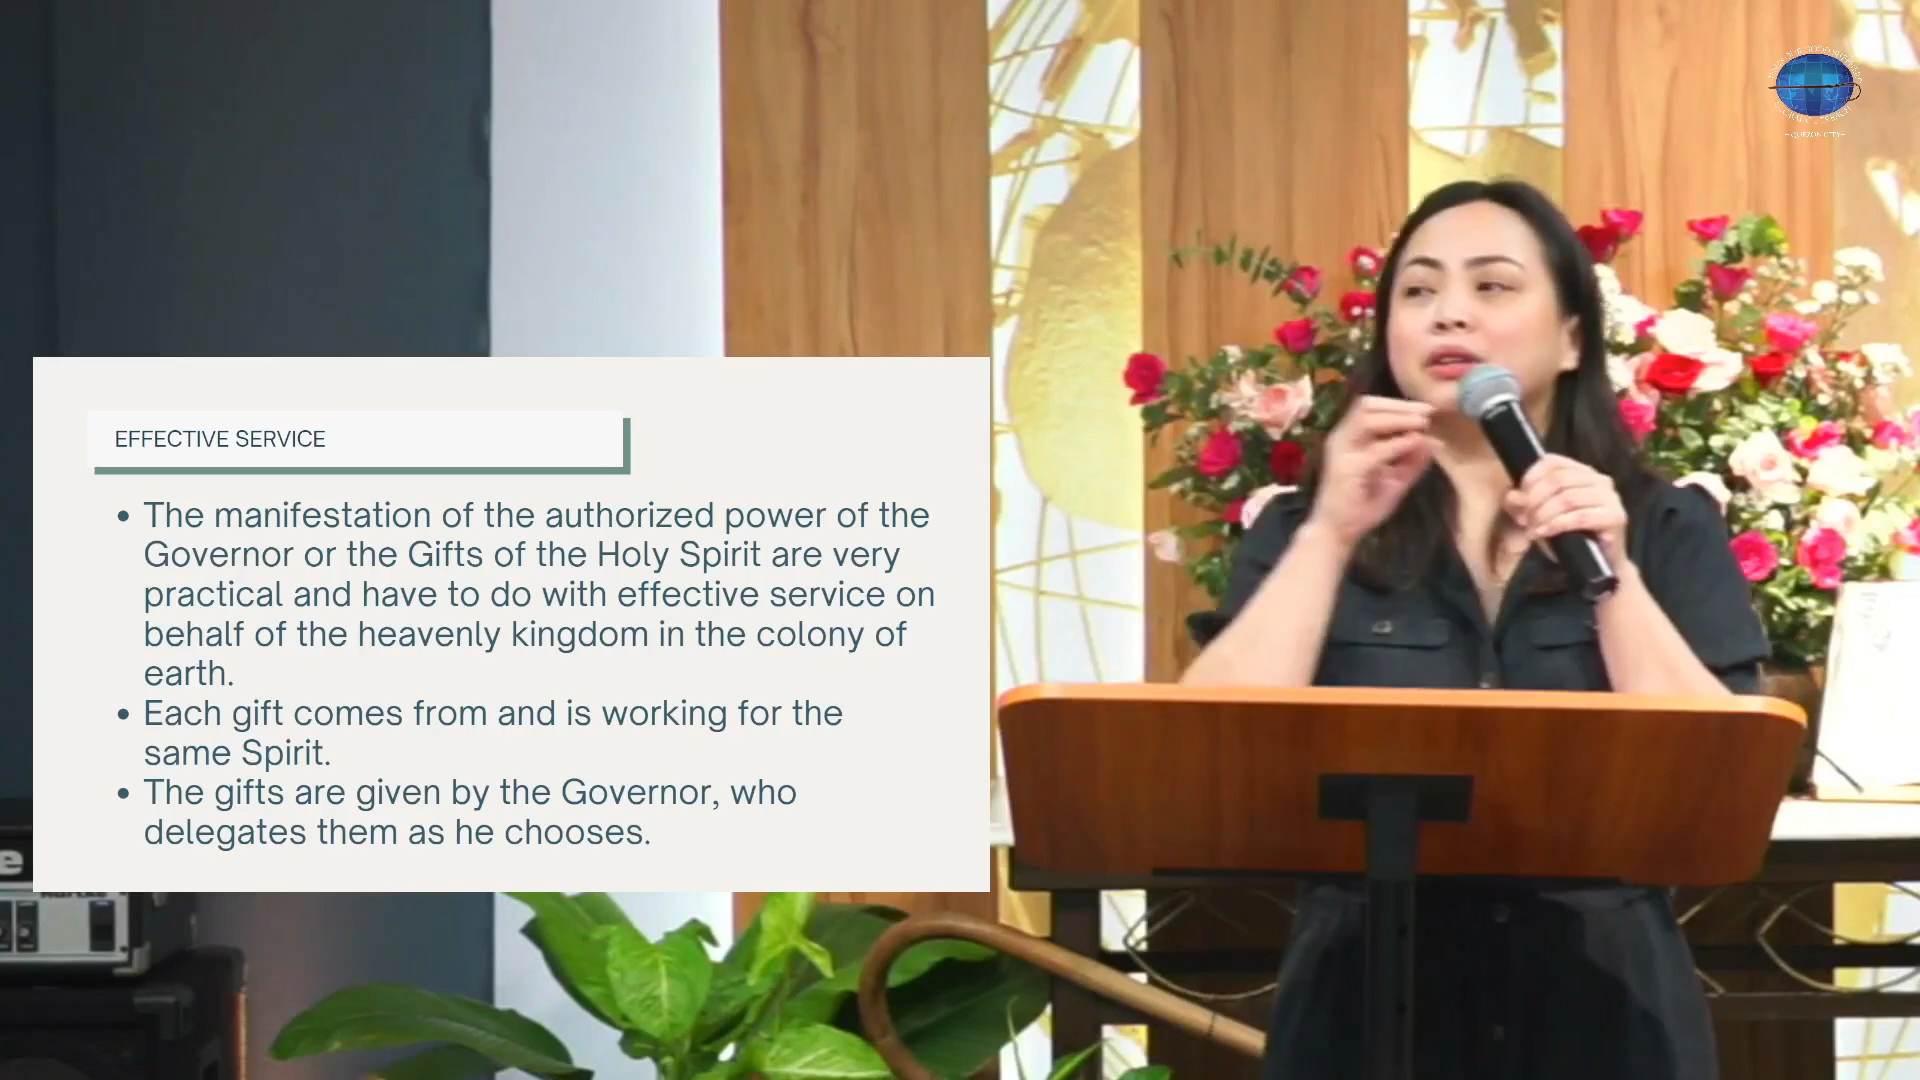 EFFECTIVE SERVICE
• The manifestation of the authorized power of the
Governor or the Gifts of the Holy Spirit are very
practical and have to do with effective service on
behalf of the heavenly kingdom in the colony of
earth.
• Each gift comes from and is working for the
same Spirit.
• The gifts are given by the Governor, who
delegates them as he chooses.
- QUEZON CITY -